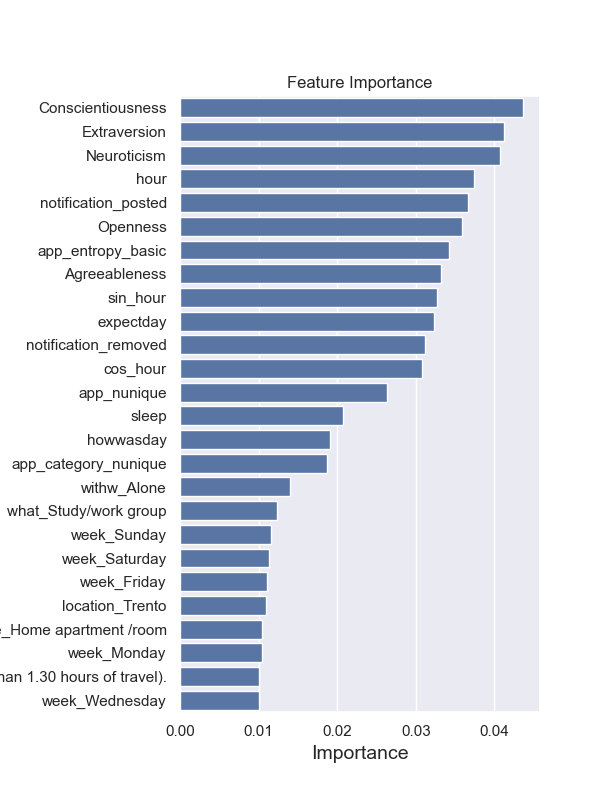 Feature Importance
Conscientiousness
Extraversion
Neuroticism
hour
notification_posted
Openness
app_entropy_basic
Agreeableness
sin_hour
expectday
notification_removed
cos_hour
app_nunique
sleep
howwasday
app_category_nunique
withw_Alone
what_Study/work group
week_Sunday
week_Saturday
week_Friday
location_Trento
_Home apartment /room
week_Monday
1.30 hours of travel).
week_Wednesday
0.00 0.01 0.02 0.03 0.04
Importance